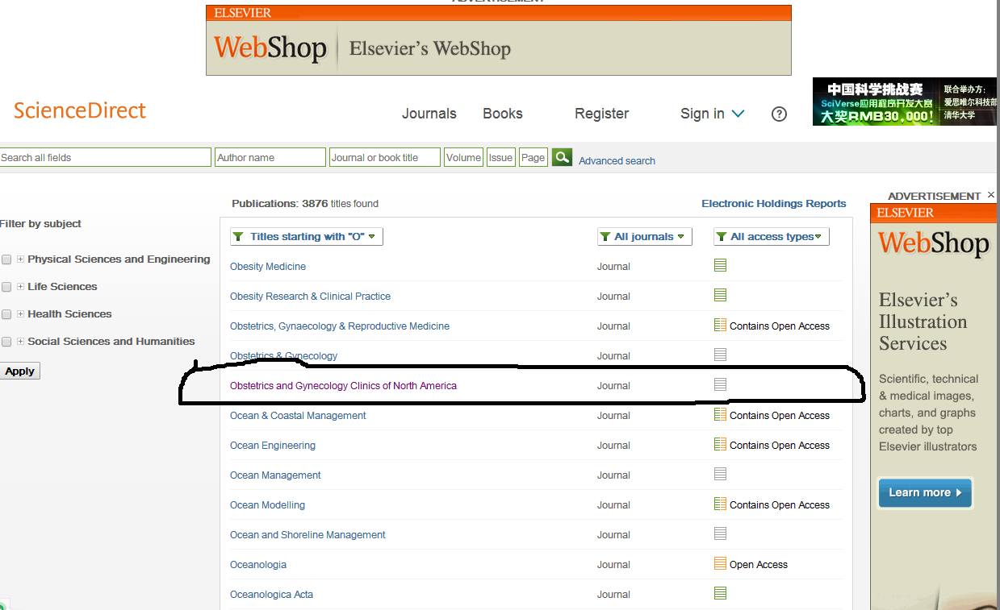 ADVERTISEMENT
ELSEVIER
WebShop Elsevier's WebShop
ScienceDirect
Journals Books Register Sign in ?
中国科学挑战赛
SciVerse应用程序开发大赛
大奖RMB30,000!
联合举办方:
爱思唯尔科技部
清华大学
Search all fields Author name Journal or book title Volume Issue Page Advanced search
Filter by subject
Physical Sciences and Engineering
Life Sciences
Health Sciences
Social Sciences and Humanities
Apply
Publications: 3876 titles found Electronic Holdings Reports
Titles starting with "O" All journals All access types
Obesity Medicine Journal
Obesity Research & Clinical Practice Journal
Obstetrics, Gynaecology & Reproductive Medicine Journal Contains Open Access
Obstetrics & Gynecology Journal
Obstetrics and Gynecology Clinics of North America Journal
Ocean & Coastal Management Journal Contains Open Access
Ocean Engineering Journal Contains Open Access
Ocean Management Journal
Ocean Modelling Journal Contains Open Access
Ocean and Shoreline Management Journal
Oceanologia Journal Open Access
Oceanologica Acta Journal
ADVERTISEMENT ×
ELSEVIER
WebShop
Elsevier's
Illustration
Services
Scientific, technical
& medical images,
charts, and graphs
created by top
Elsevier illustrators
Learn more